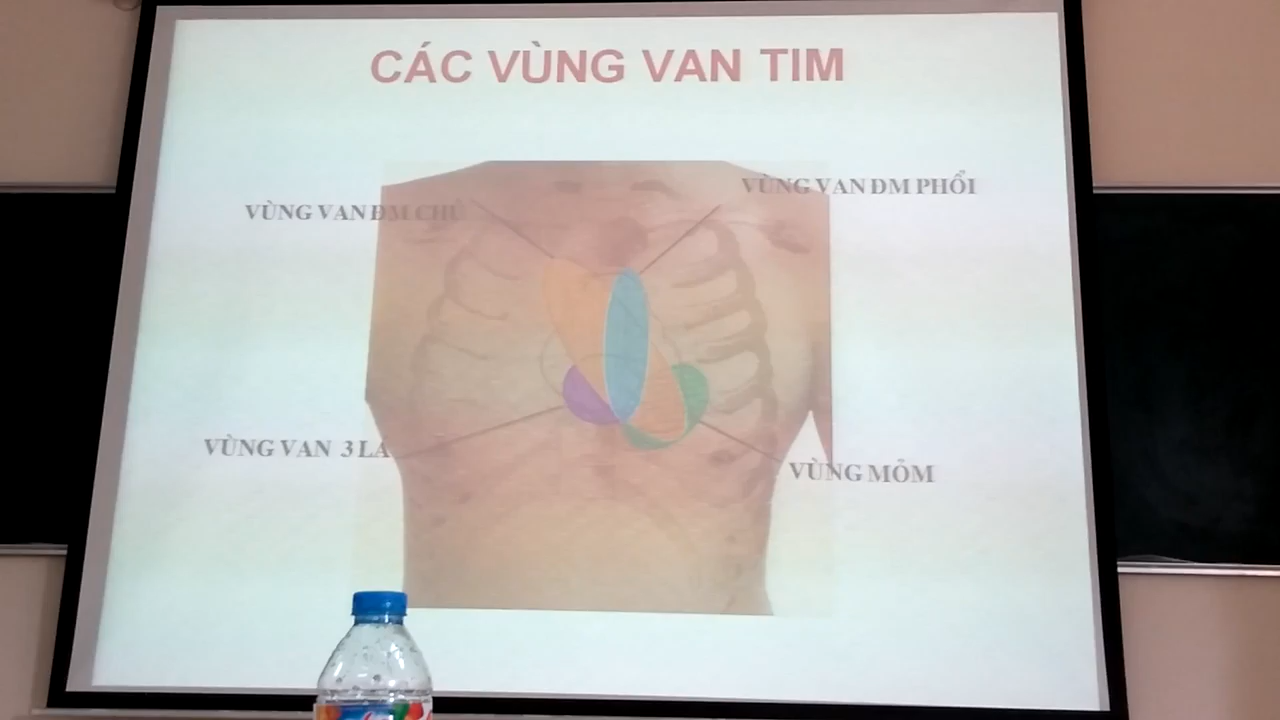 CÁC VÙNG VAN TIM
VÙNG VAN ĐM PHỔI
VÙNG VAN ĐM CHỦ
VÙNG VAN 3 LÁ
VÙNG MỎM